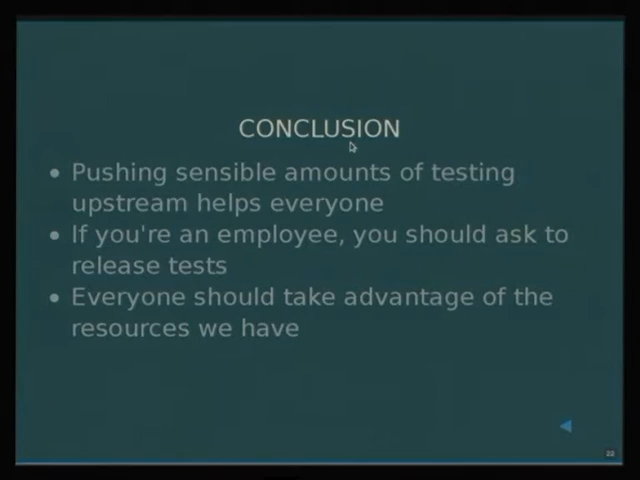 CONCLUSION
• Pushing sensible amounts of testing
upstream helps everyone
• If you're an employee, you should ask to
release tests
• Everyone should take advantage of the
resources we have
22